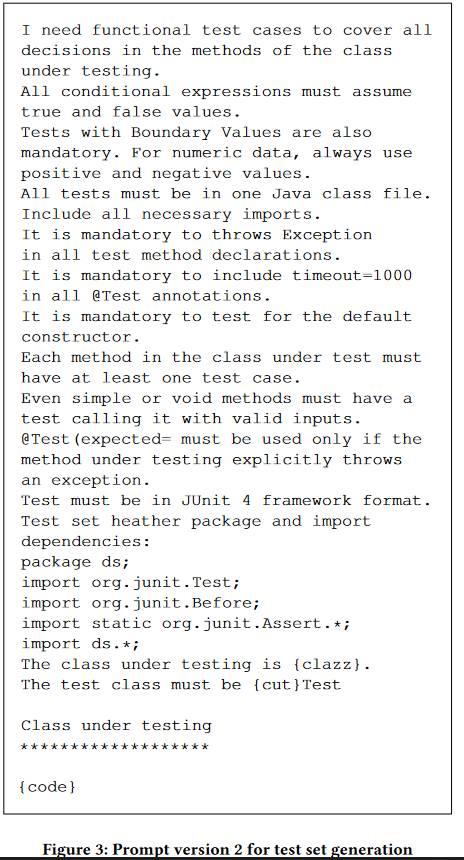 I need functional test cases to cover all
decisions in the methods of the class
under testing.
All conditional expressions must assume
true and false values.
Tests with Boundary Values are also
mandatory. For numeric data, always use
positive and negative values.
All tests must be in one Java class file.
Include all necessary imports.
It is mandatory to throws Exception
in all test method declarations.
It is mandatory to include timeout=1000
in all @Test annotations.
It is mandatory to test for the default
constructor.
Each method in the class under test must
have at least one test case.
Even simple or void methods must have a
test calling it with valid inputs.
@Test(expected= must be used only if the
method under testing explicitly throws
an exception.
Test must be in JUnit 4 framework format.
Test set heather package and import
dependencies:
package ds;
import org.junit.Test;
import org.junit.Before;
import static org.junit.Assert.*;
import ds.*;
The class under testing is {clazz}.
The test class must be {cut}Test
Class under testing
*******************
{code}
Figure 3: Prompt version 2 for test set generation